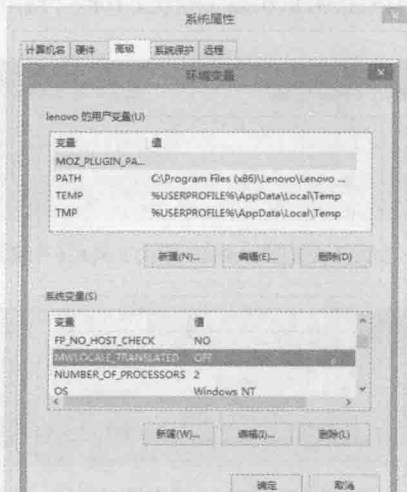 系统属性
计算机名 硬件 高级 系统保护 远程
环境变量
lenovo 的用户变量(U)
变量 值
MOZ_PLUGIN_PA...
PATH C:\Program Files (x86)\Lenovo\Lenovo ...
TEMP %USERPROFILE%\AppData\Local\Temp
TMP %USERPROFILE%\AppData\Local\Temp
新建(N)... 编辑(E)... 删除(D)
系统变量(S)
变量 值
FP_NO_HOST_CHECK NO
MWLOCALE_TRANSLATED OFF
NUMBER_OF_PROCESSORS 2
OS Windows_NT
新建(W)... 编辑(I)... 删除(L)
确定 取消